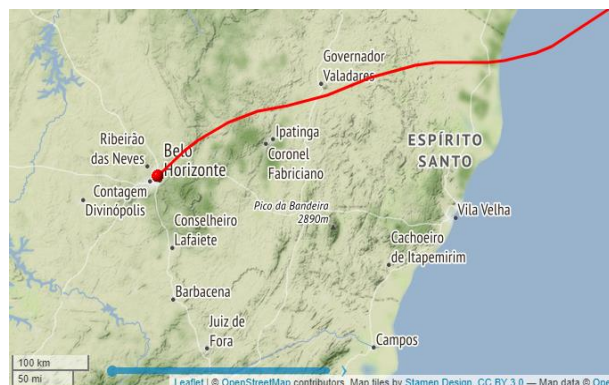 Governador
Valadares
Ipatinga
Ribeirão
das Neves
Belo
Horizonte
Coronel
Fabriciano
ESPÍRITO
SANTO
Contagem
Divinópolis
Pico da Bandeira
2890m
Vila Velha
Conselheiro
Lafaiete
Cachoeiro
de Itapemirim
Barbacena
Juiz de
Fora
Campos
100 km
50 mi
Leaflet | © OpenStreetMap contributors, Map tiles by Stamen Design, CC BY 3.0 — Map data © Ope